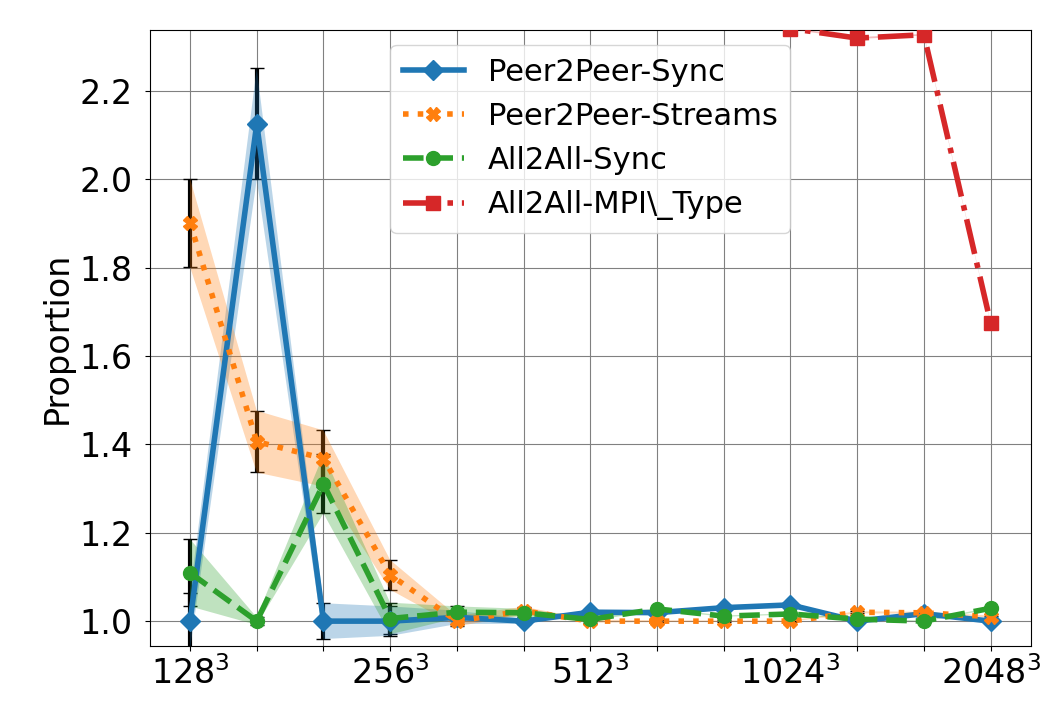 Peer2Peer-Sync
Peer2Peer-Streams
All2All-Sync
All2All-MPI\_Type
Proportion
2.2
2.0
1.8
1.6
1.4
1.2
1.0
128³ 256³ 512³ 1024³ 2048³